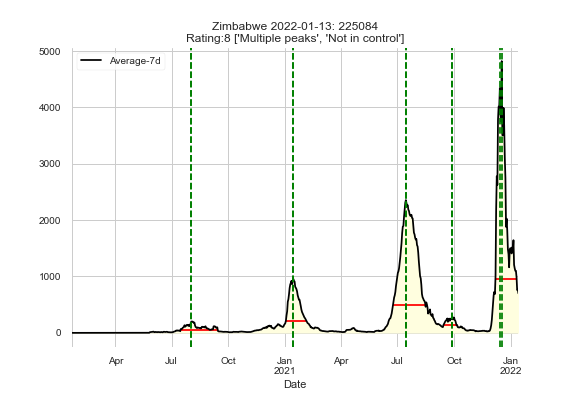 Zimbabwe 2022-01-13: 225084
Rating:8 ['Multiple peaks', 'Not in control']
Average-7d
5000
4000
3000
2000
1000
0
Apr Jul Oct Jan Apr Jul Oct Jan
2021 2022
Date